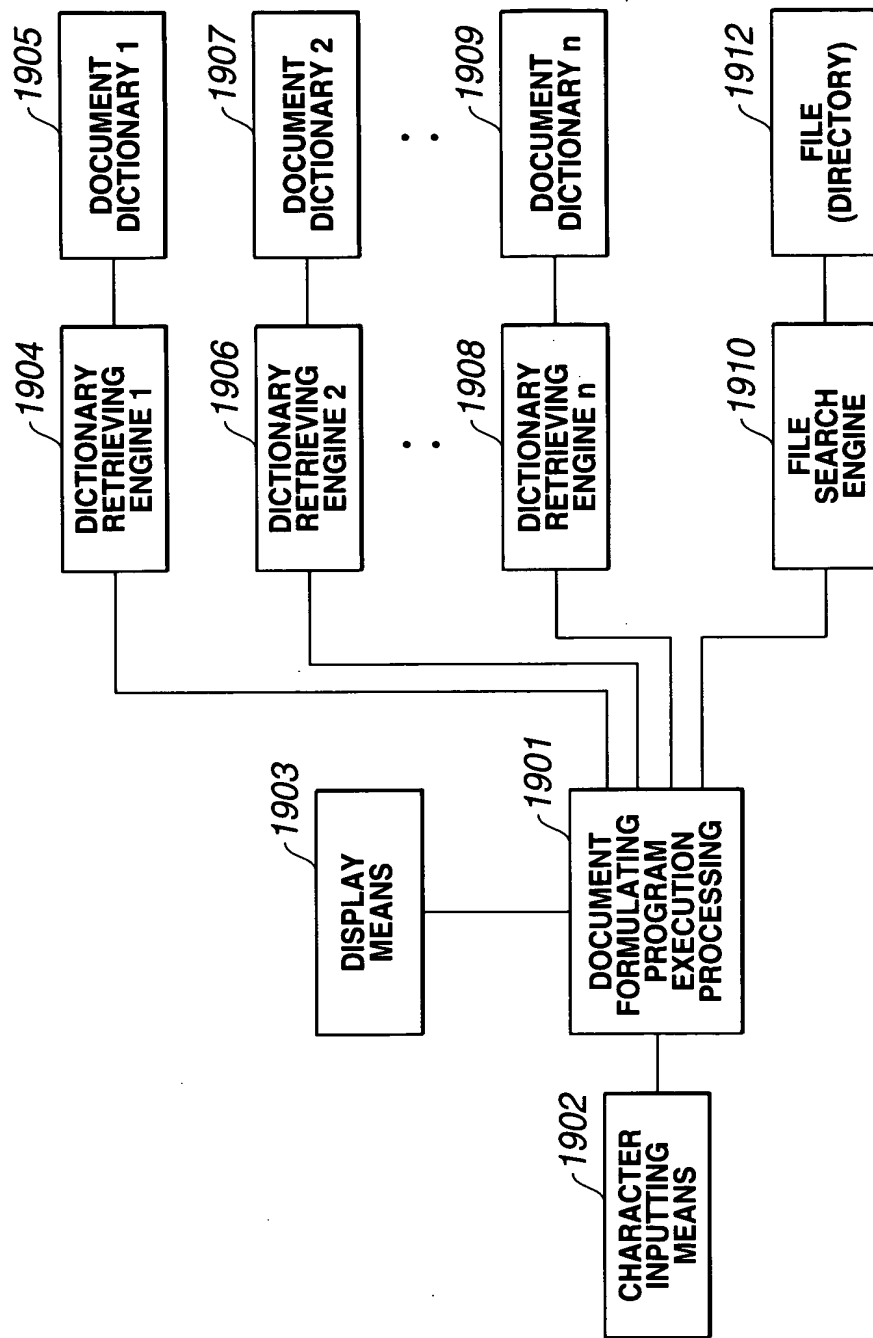 1905
DOCUMENT
DICTIONARY 1
1904
DICTIONARY
RETRIEVING
ENGINE 1
1907
DOCUMENT
DICTIONARY 2
1906
DICTIONARY
RETRIEVING
ENGINE 2
1909
DOCUMENT
DICTIONARY n
1908
DICTIONARY
RETRIEVING
ENGINE n
1912
FILE
(DIRECTORY)
1910
FILE
SEARCH
ENGINE
1903
DISPLAY
MEANS
1901
DOCUMENT
FORMULATING
PROGRAM
EXECUTION
PROCESSING
1902
CHARACTER
INPUTTING
MEANS